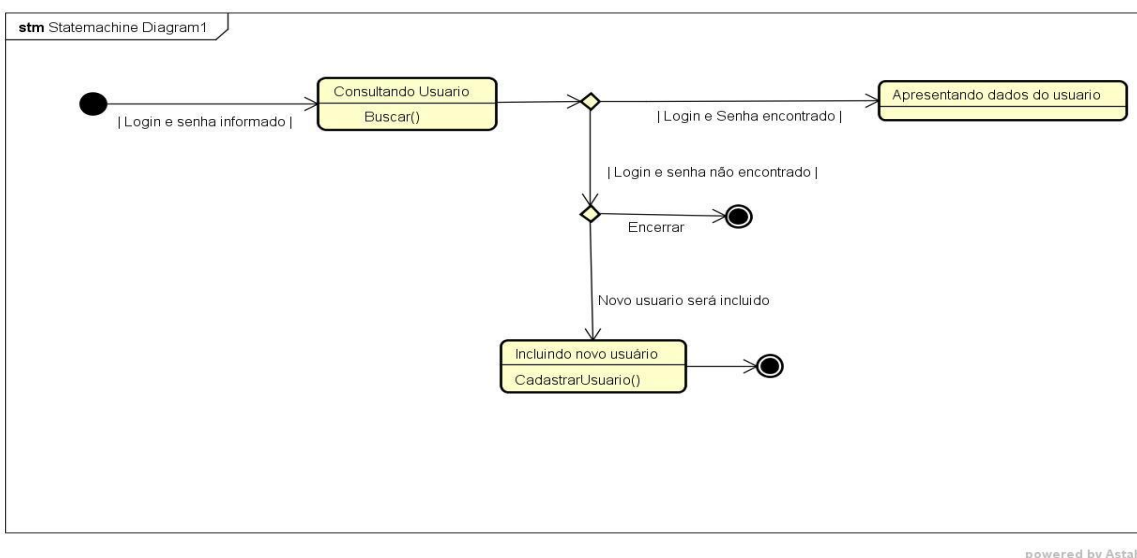 stm Statemachine Diagram1
Consultando Usuario
Buscar()
Apresentando dados do usuario
| Login e senha informado |
| Login e Senha encontrado |
| Login e senha não encontrado |
Encerrar
Novo usuario será incluido
Incluindo novo usuário
CadastrarUsuario()
powered by Astah